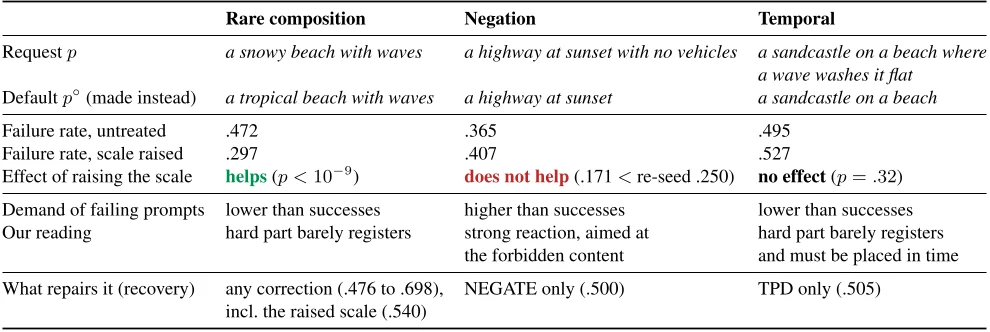 Rare composition Negation Temporal
Request p a snowy beach with waves a highway at sunset with no vehicles a sandcastle on a beach where
a wave washes it flat
Default p° (made instead) a tropical beach with waves a highway at sunset a sandcastle on a beach
Failure rate, untreated .472 .365 .495
Failure rate, scale raised .297 .407 .527
Effect of raising the scale helps (p < 10⁻⁹) does not help (.171 < re-seed .250) no effect (p = .32)
Demand of failing prompts lower than successes higher than successes lower than successes
Our reading hard part barely registers strong reaction, aimed at hard part barely registers
the forbidden content and must be placed in time
What repairs it (recovery) any correction (.476 to .698), NEGATE only (.500) TPD only (.505)
incl. the raised scale (.540)